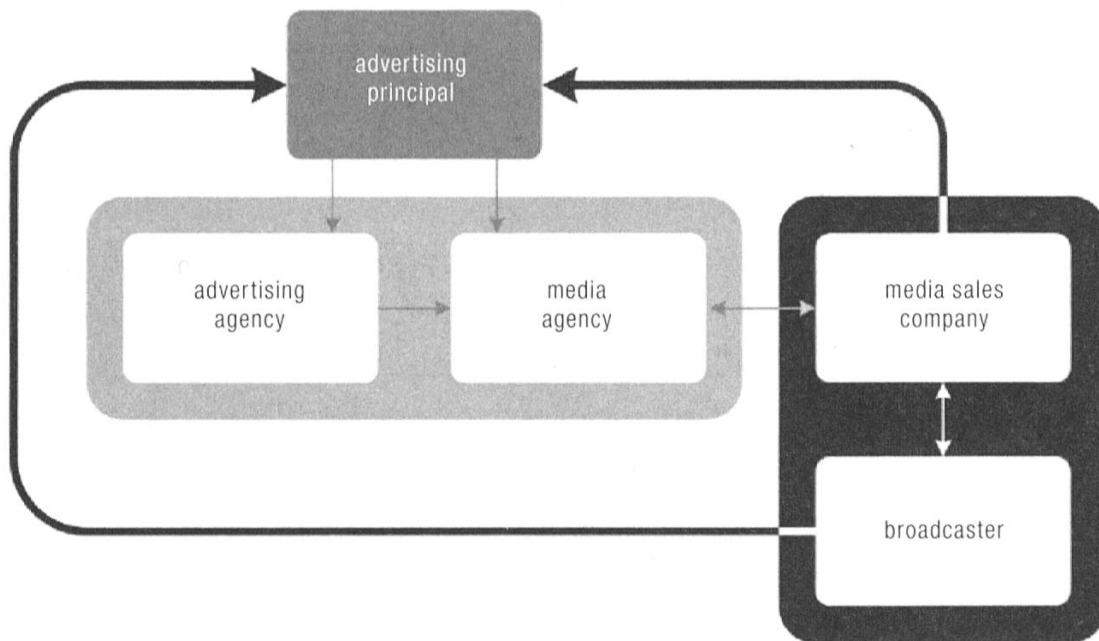 advertising
principal
advertising
agency
media
agency
media sales
company
broadcaster